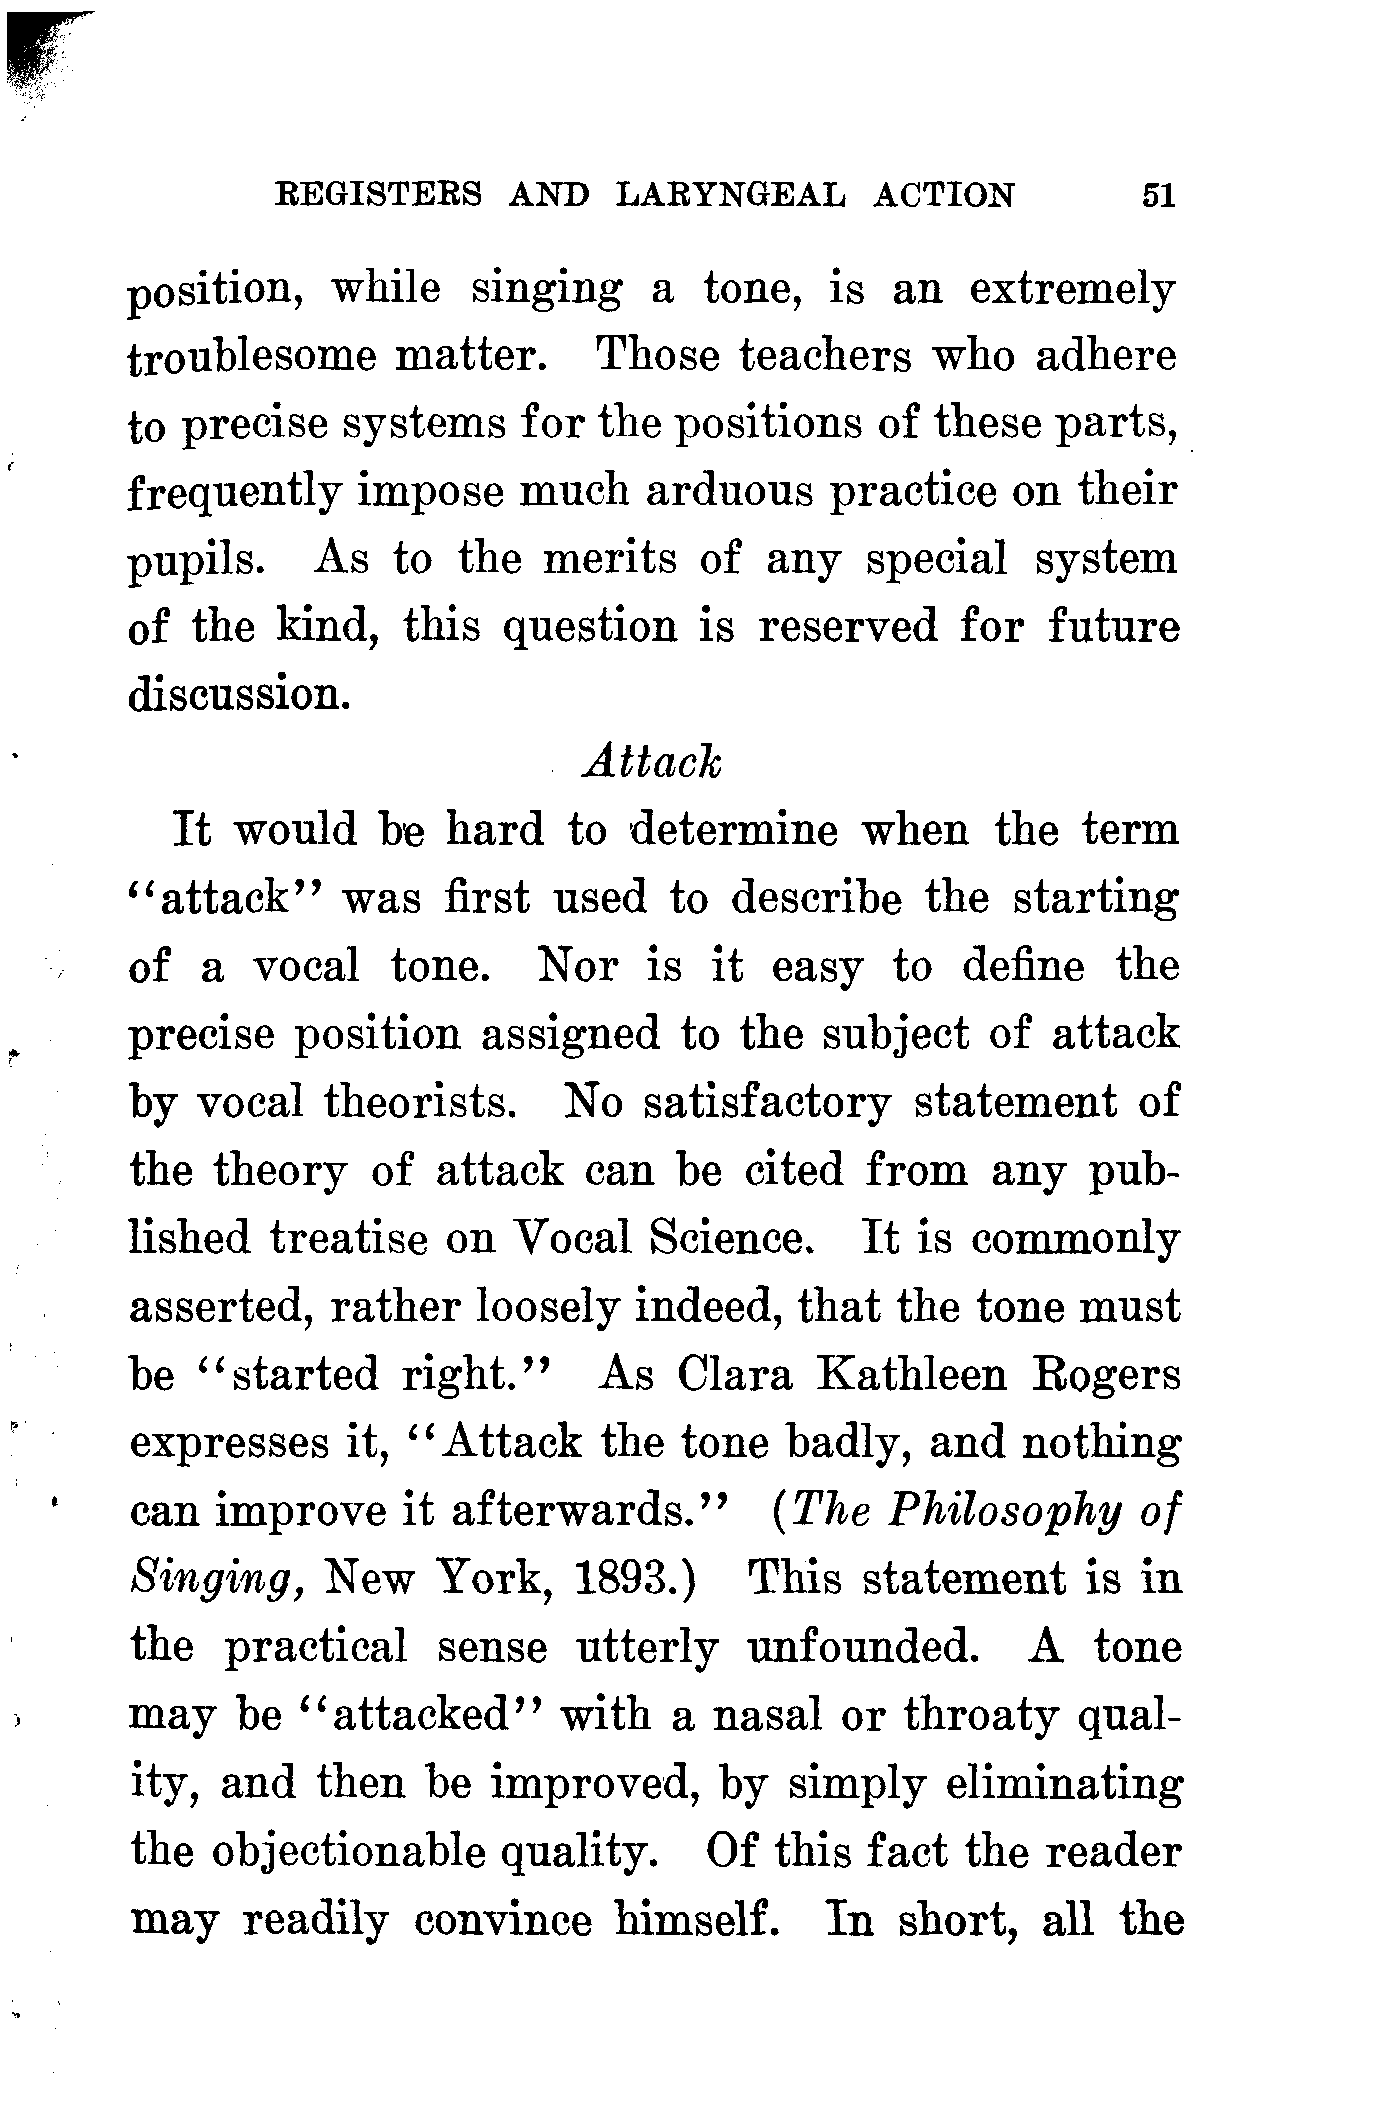 REGISTERS AND LARYNGEAL ACTION 51
position, while singing a tone, is an extremely
troublesome matter. Those teachers who adhere
to precise systems for the positions of these parts,
frequently impose much arduous practice on their
pupils. As to the merits of any special system
of the kind, this question is reserved for future
discussion.
Attack
It would be hard to determine when the term
"attack" was first used to describe the starting
of a vocal tone. Nor is it easy to define the
precise position assigned to the subject of attack
by vocal theorists. No satisfactory statement of
the theory of attack can be cited from any pub-
lished treatise on Vocal Science. It is commonly
asserted, rather loosely indeed, that the tone must
be "started right." As Clara Kathleen Rogers
expresses it, "Attack the tone badly, and nothing
can improve it afterwards." (The Philosophy of
Singing, New York, 1893.) This statement is in
the practical sense utterly unfounded. A tone
may be "attacked" with a nasal or throaty qual-
ity, and then be improved, by simply eliminating
the objectionable quality. Of this fact the reader
may readily convince himself. In short, all the